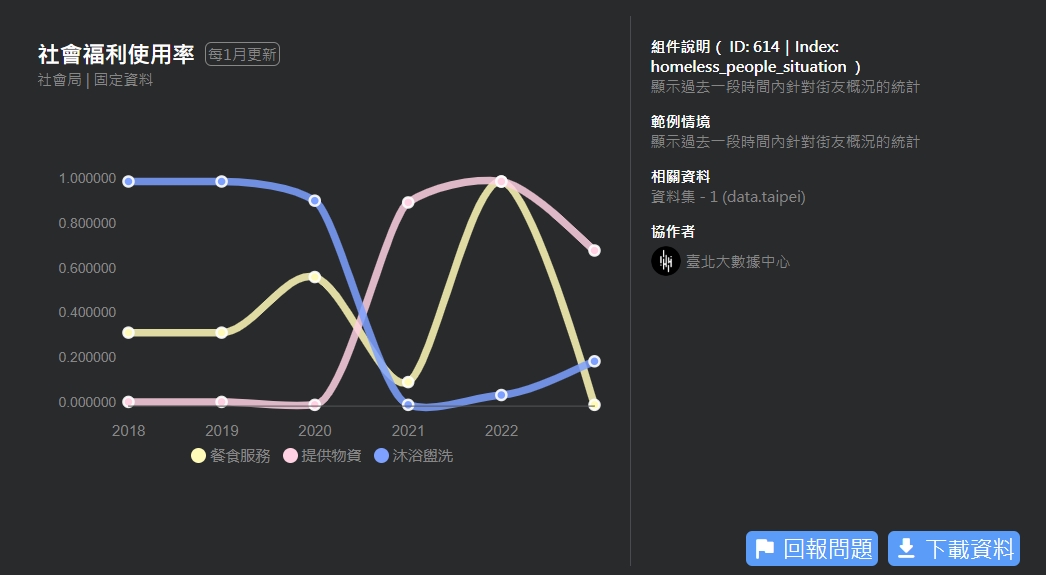 社會福利使用率 每1月更新
社會局 | 固定資料
1.000000
0.800000
0.600000
0.400000
0.200000
0.000000
2018 2019 2020 2021 2022
餐食服務 提供物資 沐浴盥洗
組件說明 ( ID: 614 | Index:
homeless_people_situation )
顯示過去一段時間內針對街友概況的統計
範例情境
顯示過去一段時間內針對街友概況的統計
相關資料
資料集 - 1 (data.taipei)
協作者
臺北大數據中心
回報問題 下載資料